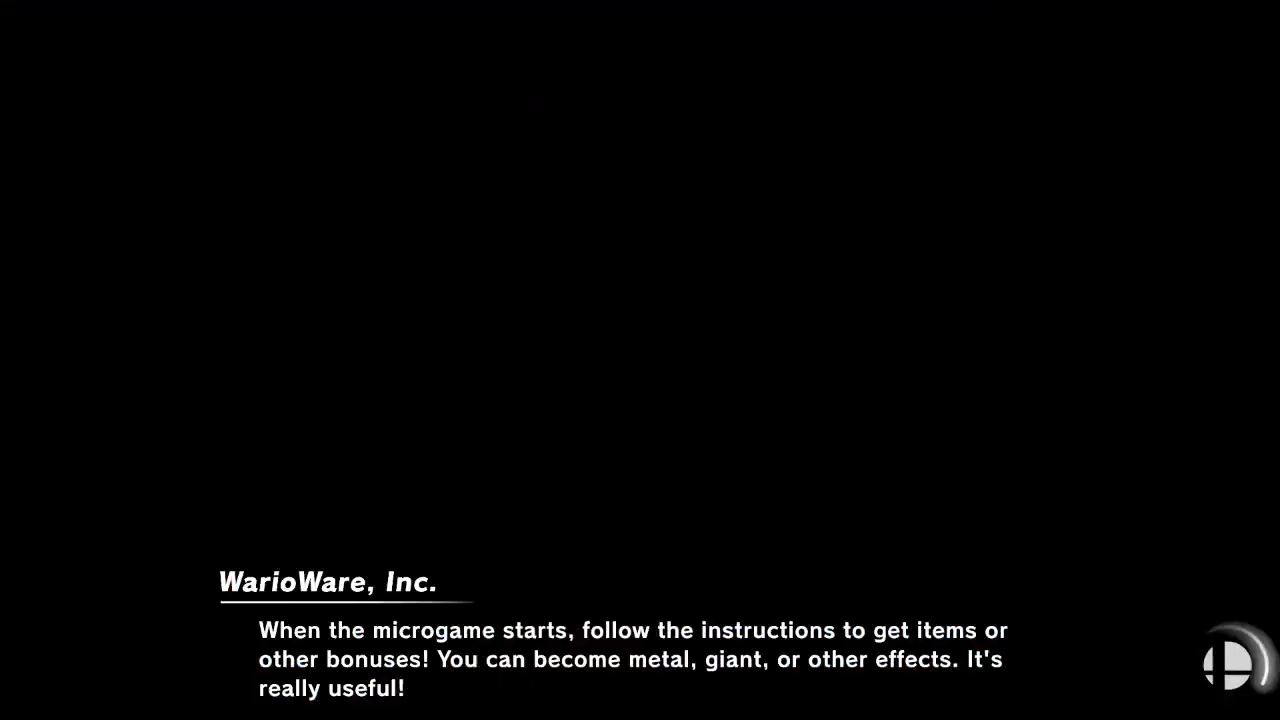 WarioWare, Inc.
When the microgame starts, follow the instructions to get items or
other bonuses! You can become metal, giant, or other effects. It's
really useful!